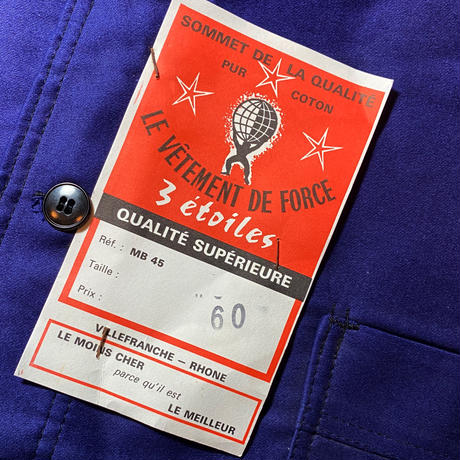 SOMMET DE LA QUALITÉ
PUR COTON
LE VÊTEMENT DE FORCE
3 étoiles
QUALITÉ SUPÉRIEURE
Réf. : MB 45
Taille :
Prix :
60
VILLEFRANCHE – RHONE
LE MOINS CHER
parce qu'il est
LE MEILLEUR